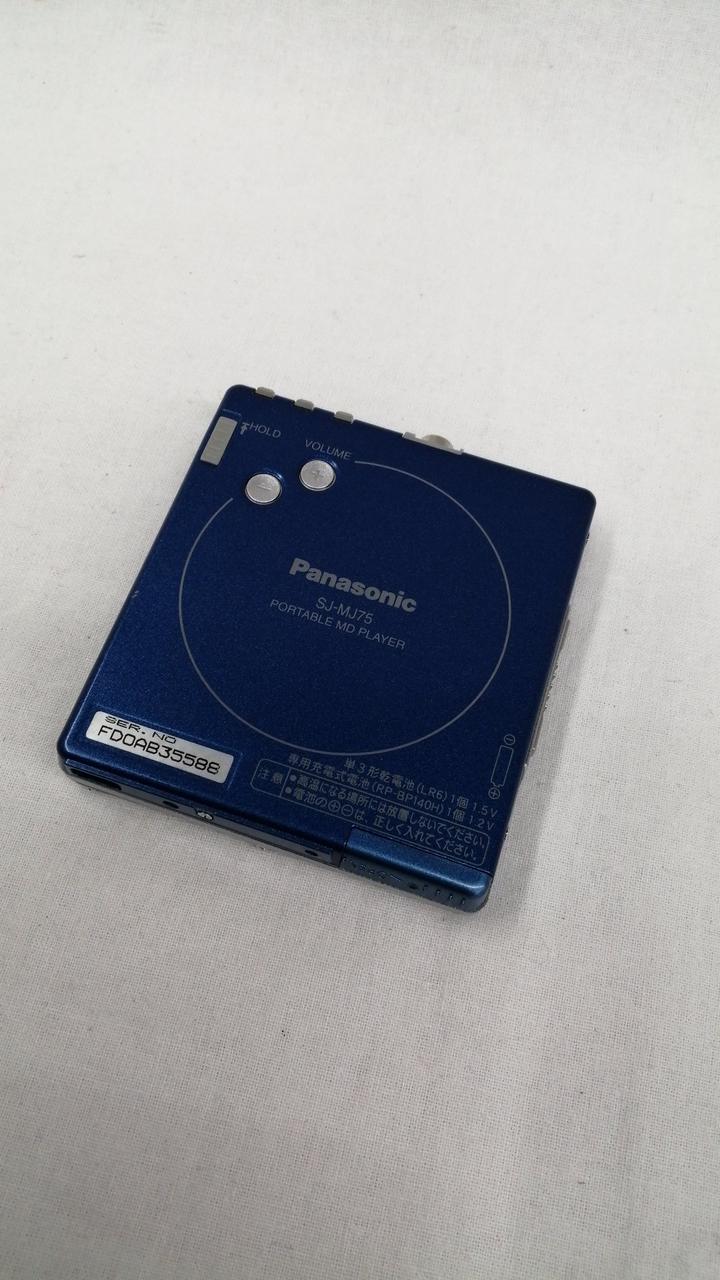 HOLD
VOLUME
+
−
Panasonic
SJ-MJ75
PORTABLE MD PLAYER
SER. NO
FD0AB35588
単3形乾電池(LR6)1個 1.5V
専用充電式電池(RP-BP140H)1個 1.2V
注意
●高温になる場所には放置しないでください。
●電池の⊕⊖は、正しく入れてください。
⊖
⊕